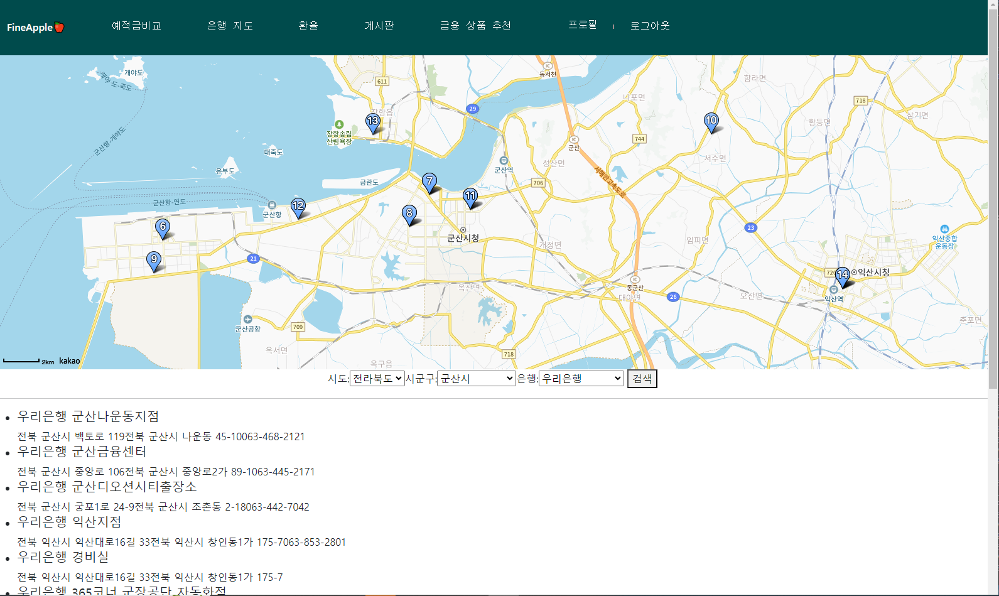 FineApple
예적금비교
은행 지도
환율
게시판
금융 상품 추천
프로필
로그아웃
개야도
개야 도-죽도
611
동서천
함라면
718
나포면
29
장항읍
13
10
황등면
삼기면
장항송림
산림욕장
744
군산항-개야도
대죽도
군산
유부도
군산역
성산면
서수면
금란도
7
706
서해안고속도로
11
군산항-연도
12
군산항
8
6
23
군산시청
개정면
임피면
익산종합
운동장
9
21
720
14
익산시청
옥산면
동군산
대야면
26
오산면
익산역
군산공항
709
춘포면
옥서면
718
옥구읍
2km kakao
시도: 전라북도 시군구: 군산시 은행: 우리은행 검색
우리은행 군산나운동지점
전북 군산시 백토로 119전북 군산시 나운동 45-10063-468-2121
우리은행 군산금융센터
전북 군산시 중앙로 106전북 군산시 중앙로2가 89-1063-445-2171
우리은행 군산디오션시티출장소
전북 군산시 궁포1로 24-9전북 군산시 조촌동 2-18063-442-7042
우리은행 익산지점
전북 익산시 익산대로16길 33전북 익산시 창인동1가 175-7063-853-2801
우리은행 경비실
전북 익산시 익산대로16길 33전북 익산시 창인동1가 175-7
우리은행 365코너 군장공단 자동화점